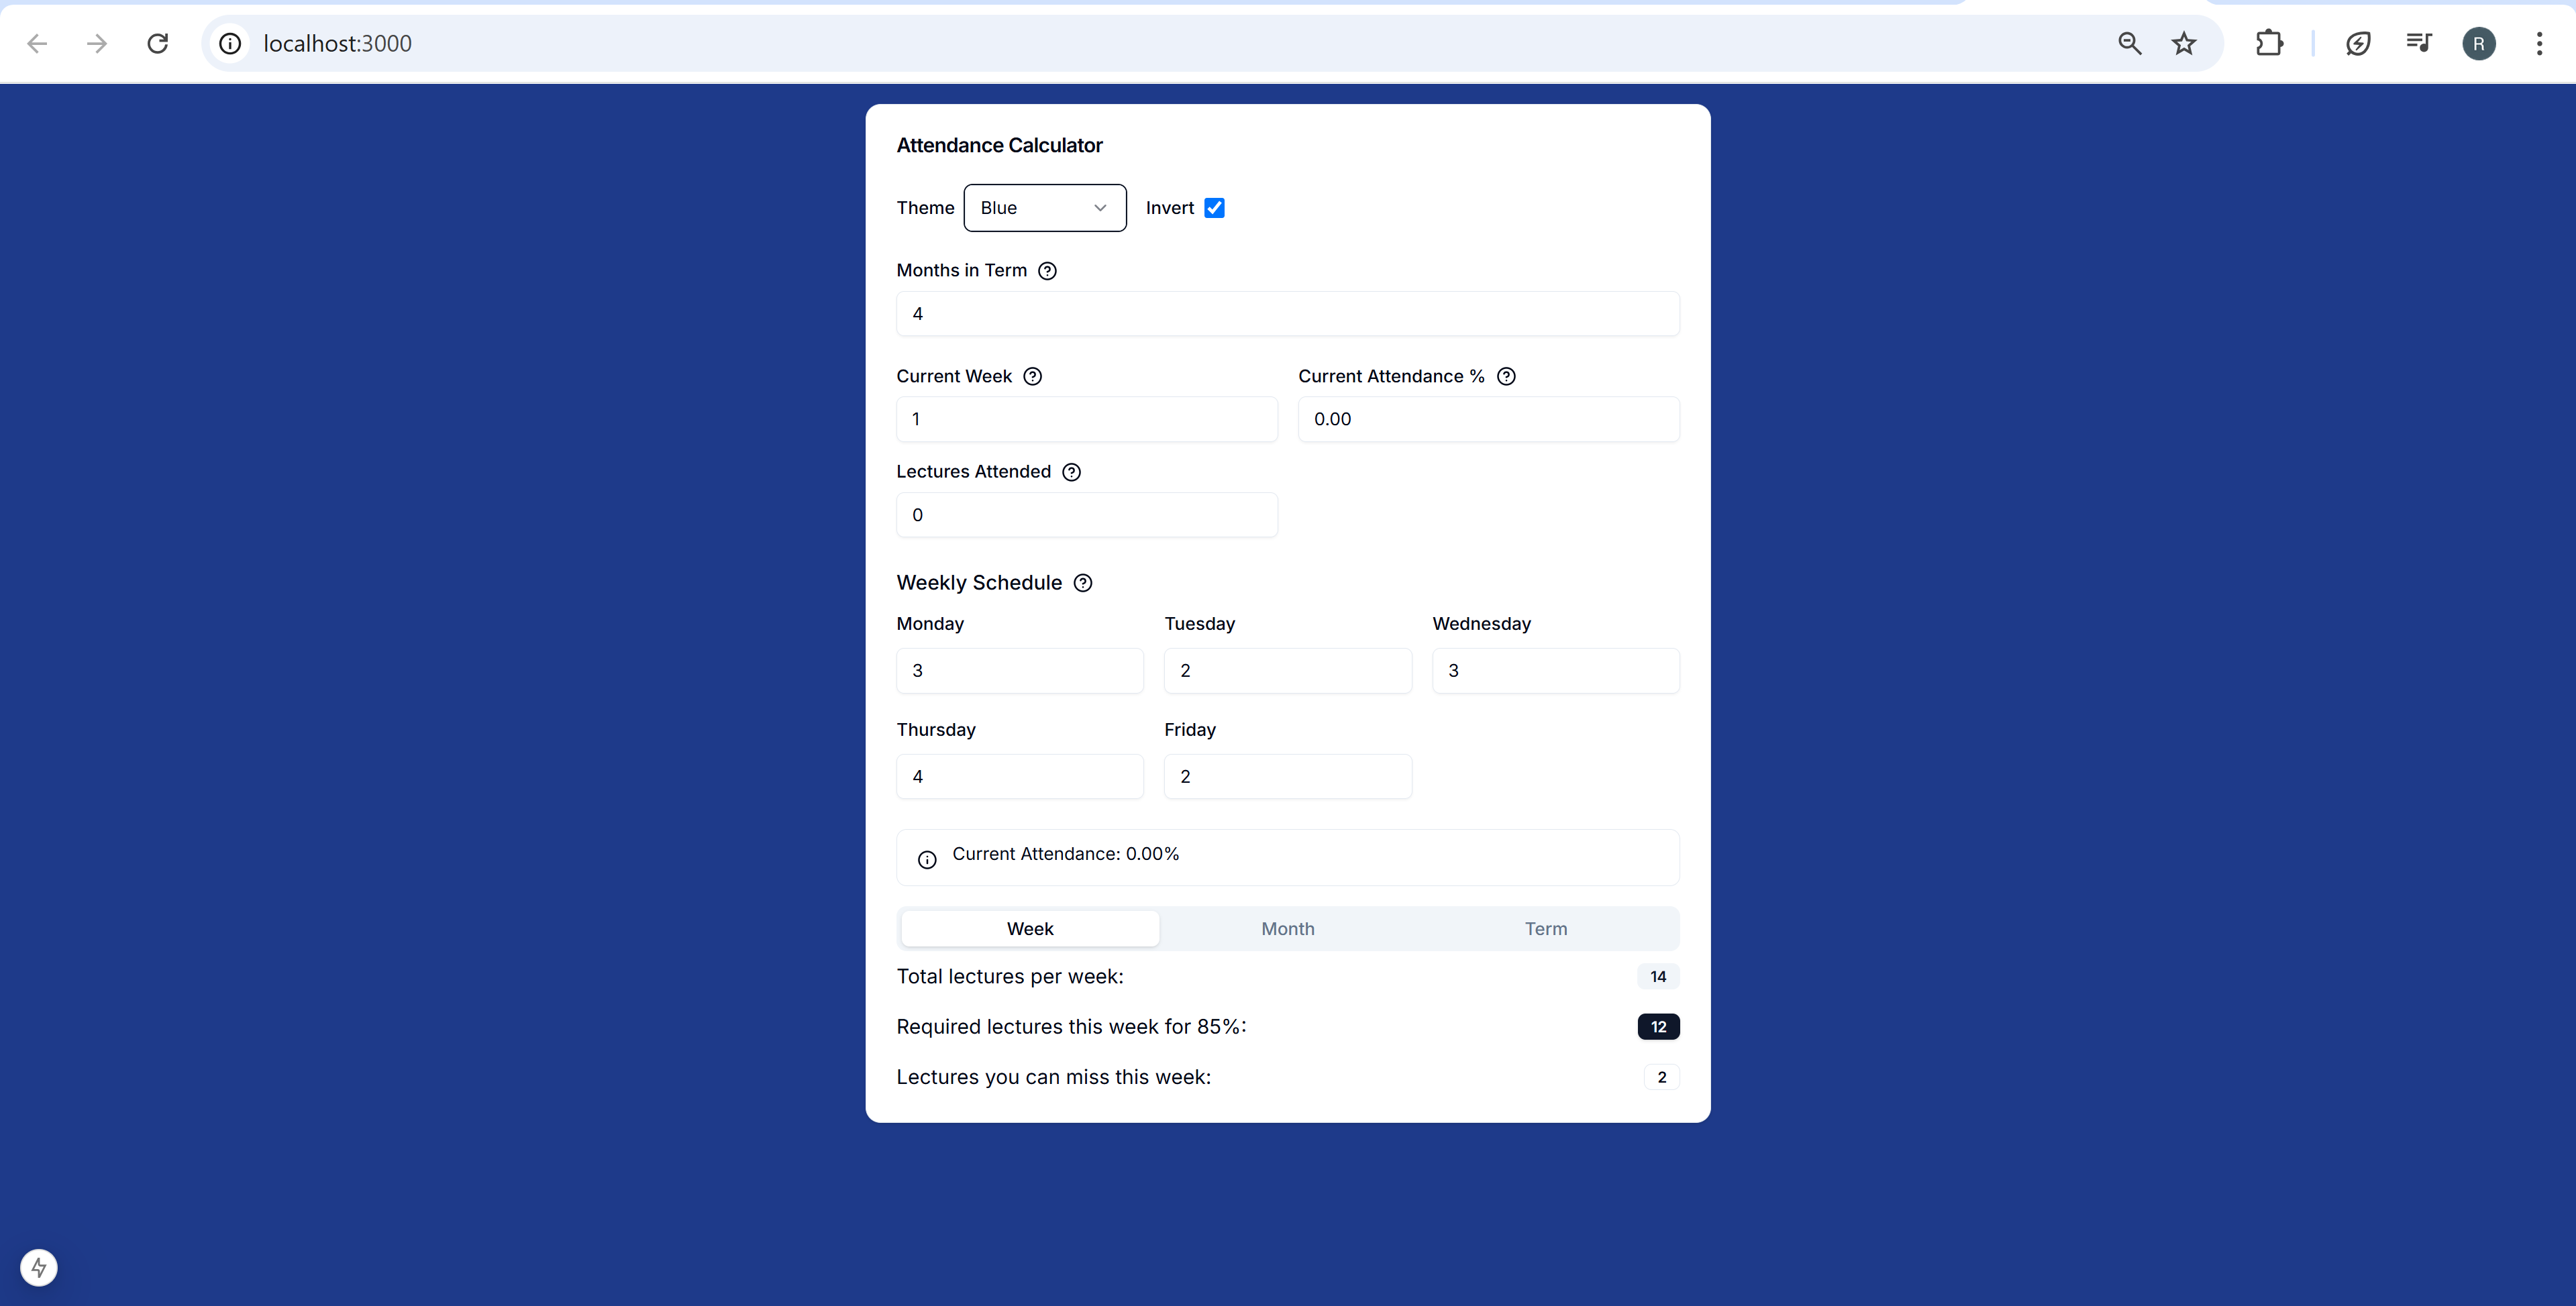 localhost:3000
R
Attendance Calculator
Theme Blue Invert
Months in Term
4
Current Week Current Attendance %
1 0.00
Lectures Attended
0
Weekly Schedule
Monday Tuesday Wednesday
3 2 3
Thursday Friday
4 2
Current Attendance: 0.00%
Week Month Term
Total lectures per week: 14
Required lectures this week for 85%: 12
Lectures you can miss this week: 2